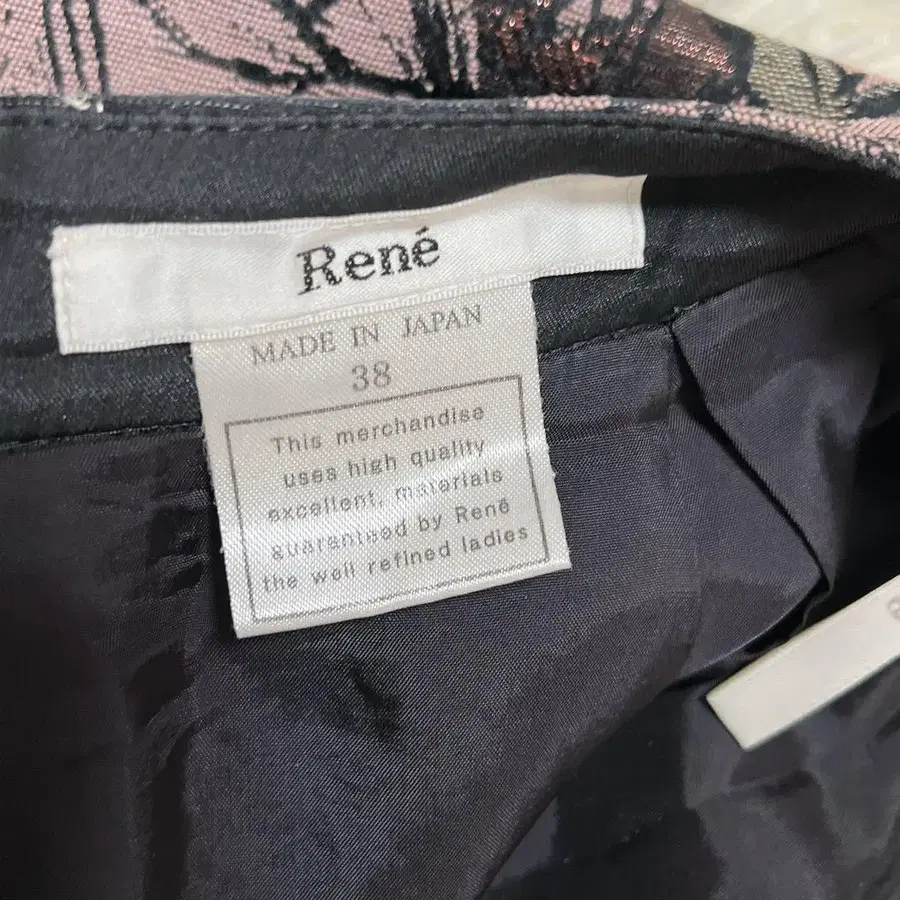 René
MADE IN JAPAN
38
This merchandise
uses high quality
excellent, materials
guaranteed by René
the well refined ladies